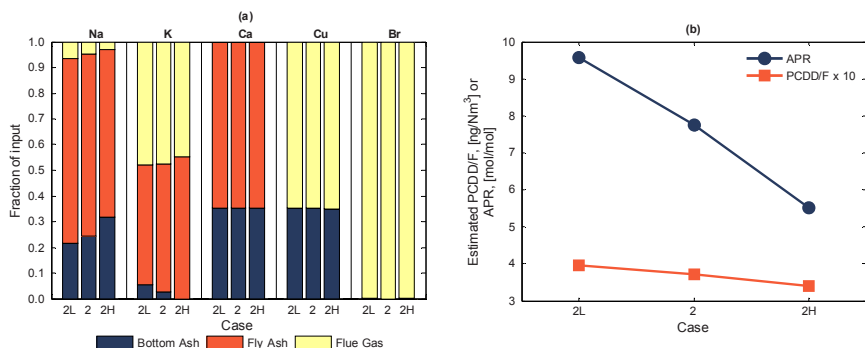 (a)
Na K Ca Cu Br
1.0
0.9
0.8
0.7
0.6
0.5
0.4
0.3
0.2
0.1
0.0
Fraction of input
2L 2 2H 2L 2 2H 2L 2 2H 2L 2 2H 2L 2 2H
Case
Bottom Ash Fly Ash Flue Gas
(b)
10
9
8
7
6
5
4
3
Estimated PCDD/F, [ng/Nm³] or
APR, [mol/mol]
APR
PCDD/F x 10
2L 2 2H
Case